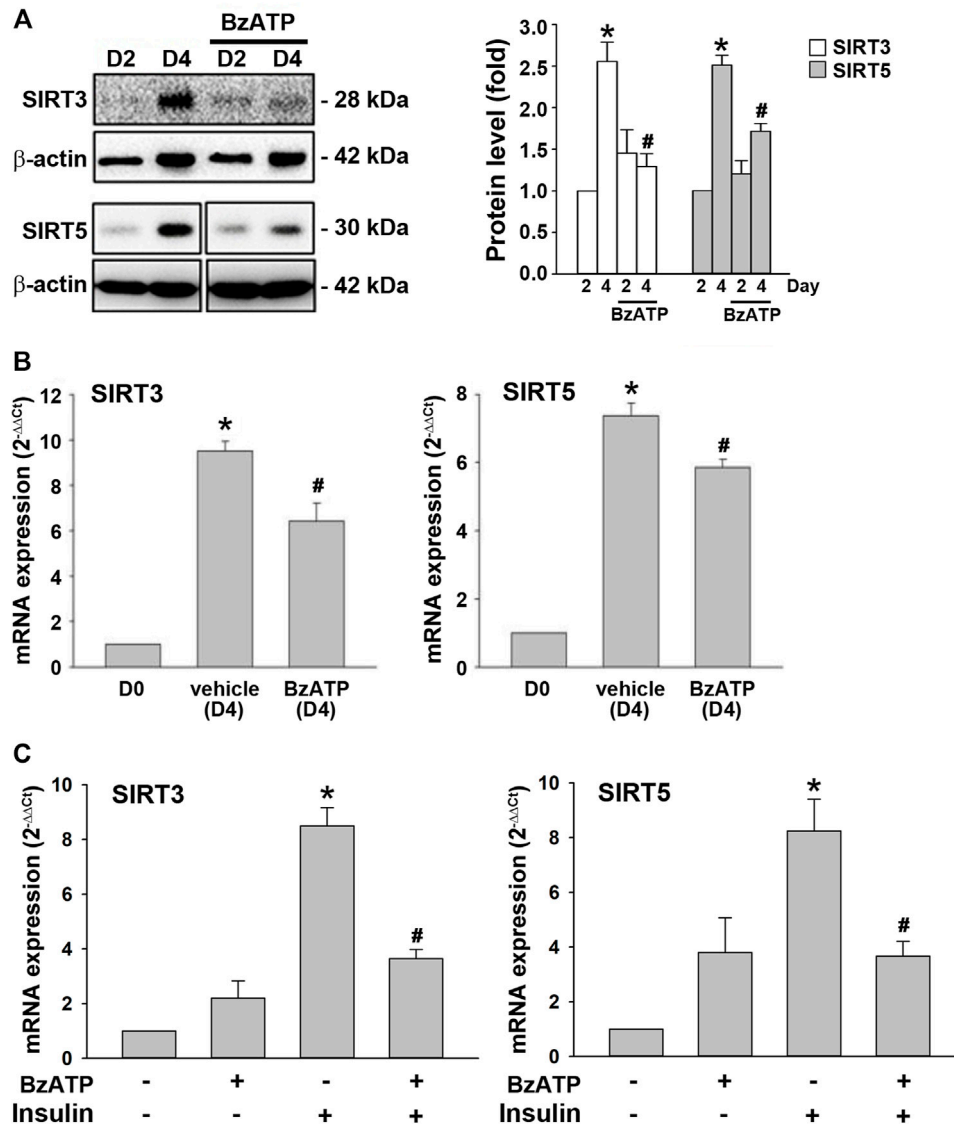 A
BzATP
D2 D4 D2 D4
SIRT3 - 28 kDa
β-actin - 42 kDa
SIRT5 - 30 kDa
β-actin - 42 kDa
Protein level (fold)
3.0
2.5
2.0
1.5
1.0
0.5
0.0
* # * #
SIRT3
SIRT5
2 4 2 4 2 4 2 4 Day
BzATP BzATP
B
SIRT3
mRNA expression (2-ΔΔCt)
12
10
8
6
4
2
0
*
#
D0 vehicle (D4) BzATP (D4)
SIRT5
mRNA expression (2-ΔΔCt)
8
6
4
2
0
*
#
D0 vehicle (D4) BzATP (D4)
C
SIRT3
mRNA expression (2-ΔΔCt)
10
8
6
4
2
0
*
#
BzATP - + - +
Insulin - - + +
SIRT5
mRNA expression (2-ΔΔCt)
10
8
6
4
2
0
*
#
- + - +
- - + +